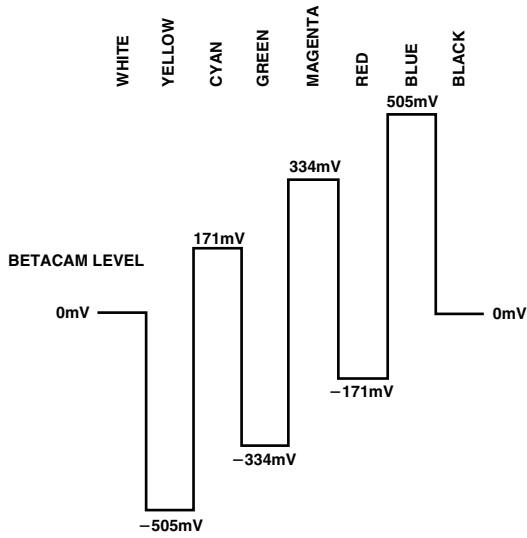 WHITE
YELLOW
CYAN
GREEN
MAGENTA
RED
BLUE
BLACK
505mV
334mV
171mV
BETACAM LEVEL
0mV
0mV
−171mV
−334mV
−505mV